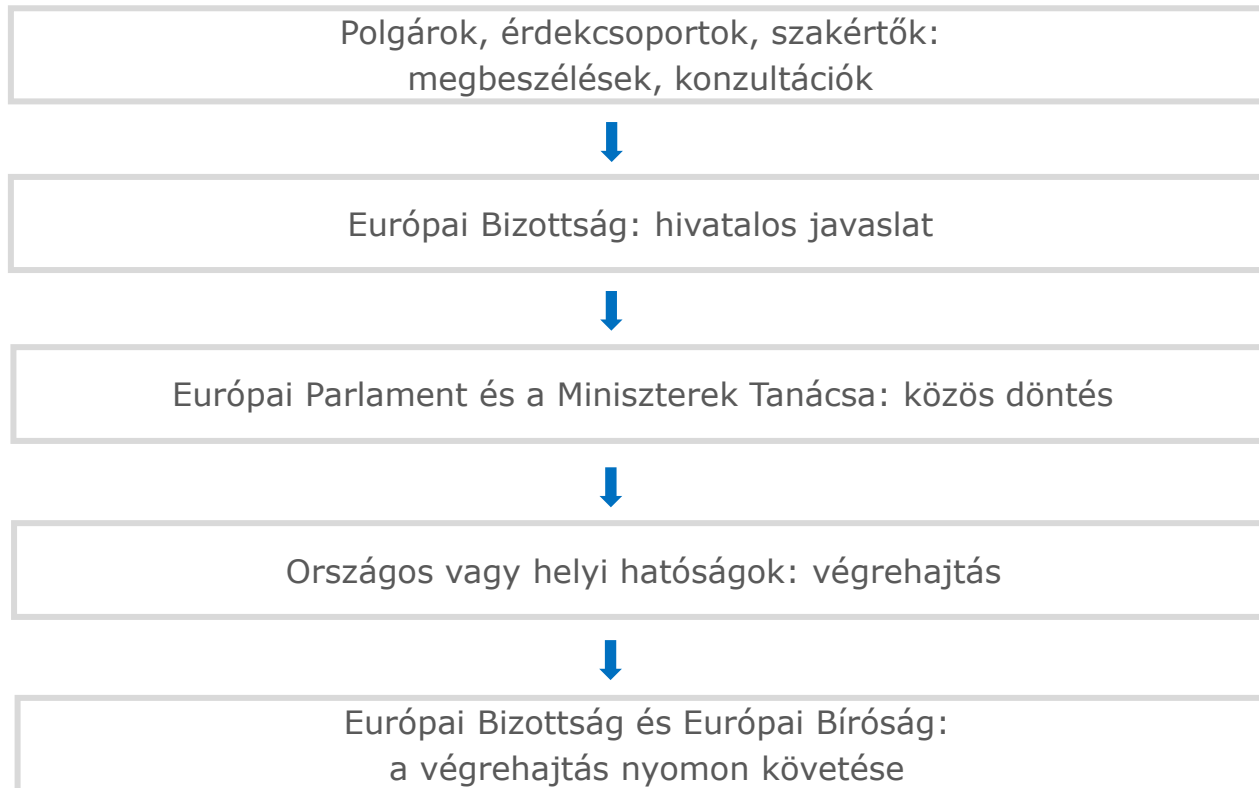 Polgárok, érdekcsoportok, szakértők:
megbeszélések, konzultációk
Európai Bizottság: hivatalos javaslat
Európai Parlament és a Miniszterek Tanácsa: közös döntés
Országos vagy helyi hatóságok: végrehajtás
Európai Bizottság és Európai Bíróság:
a végrehajtás nyomon követése